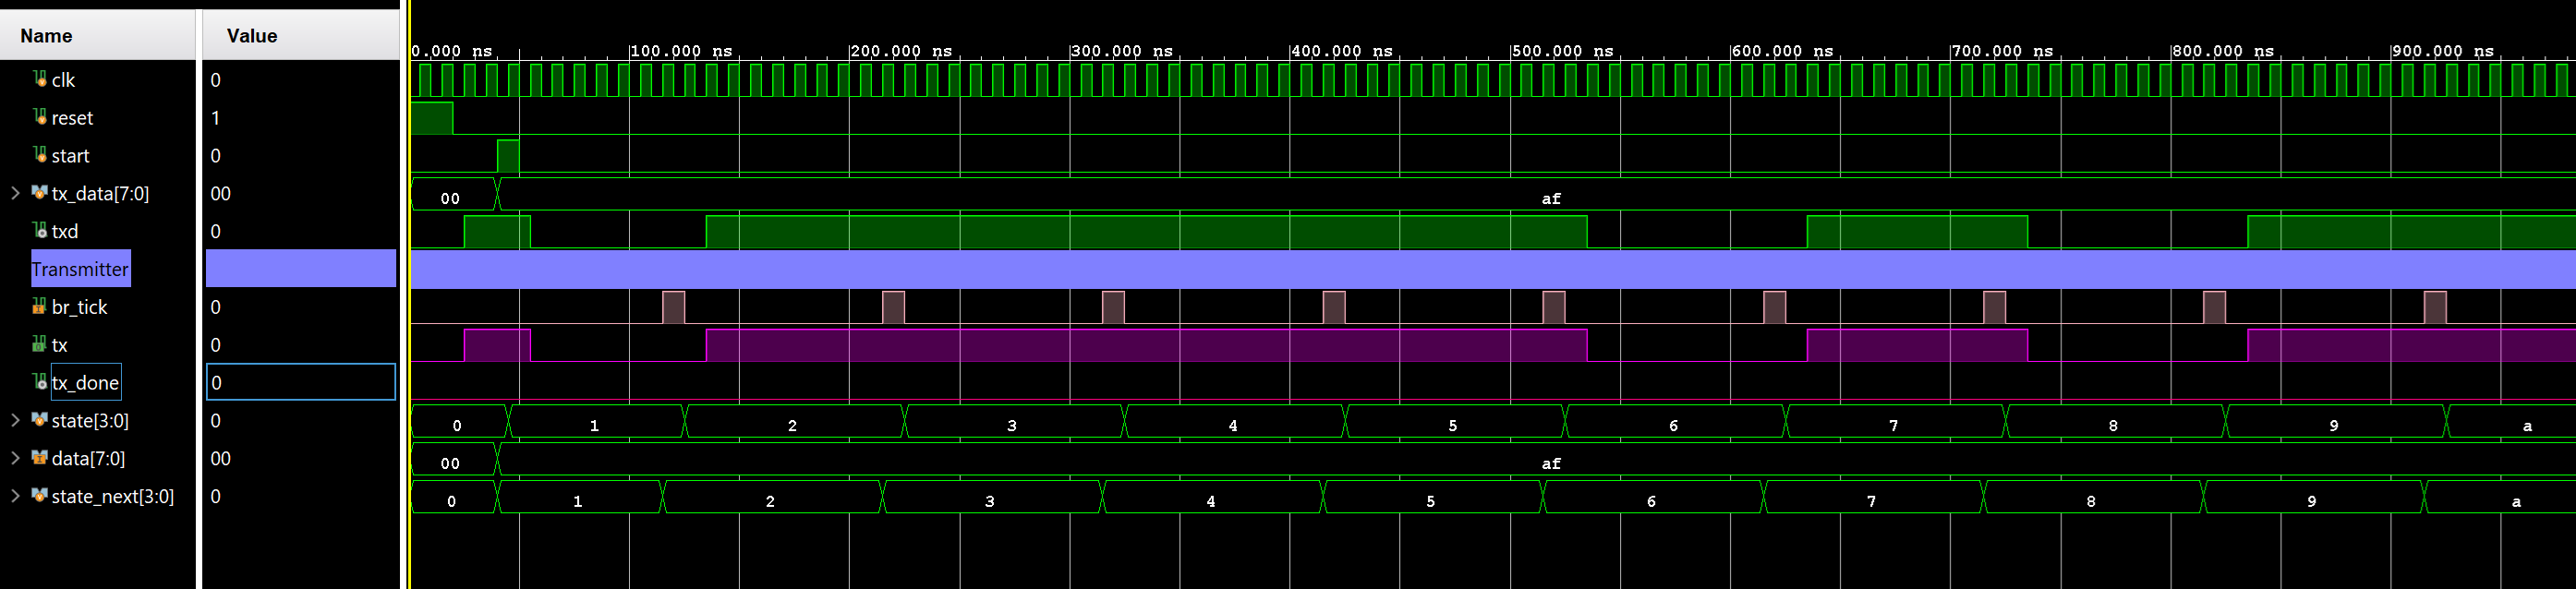 Name Value
0.000 ns 100.000 ns 200.000 ns 300.000 ns 400.000 ns 500.000 ns 600.000 ns 700.000 ns 800.000 ns 900.000 ns
clk 0
reset 1
start 0
tx_data[7:0] 00 00 af
txd 0
Transmitter
br_tick 0
tx 0
tx_done 0
state[3:0] 0 0 1 2 3 4 5 6 7 8 9 a
data[7:0] 00 00 af
state_next[3:0] 0 0 1 2 3 4 5 6 7 8 9 a